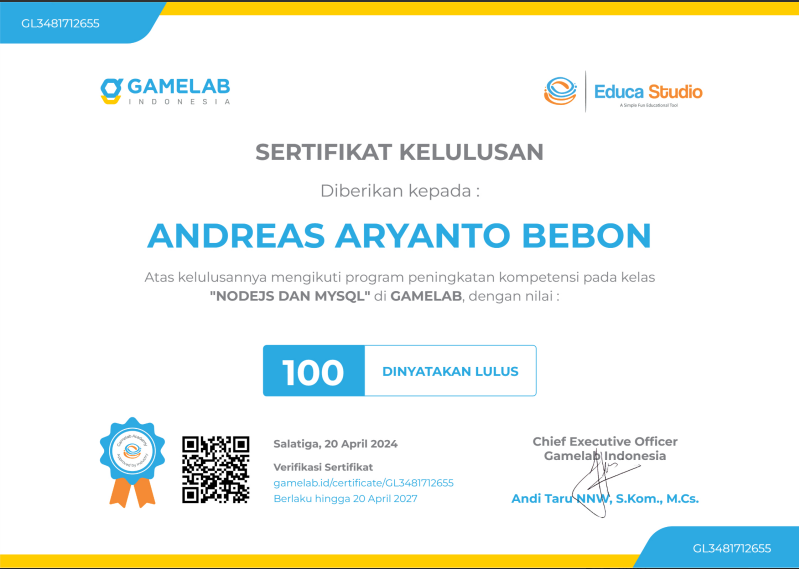 GL3481712655
GAMELAB
INDONESIA
Educa Studio
A Simple Fun Educational Tool
SERTIFIKAT KELULUSAN
Diberikan kepada :
ANDREAS ARYANTO BEBON
Atas kelulusannya mengikuti program peningkatan kompetensi pada kelas
"NODEJS DAN MYSQL" di GAMELAB, dengan nilai :
100
DINYATAKAN LULUS
Gamelab Academy
Salatiga, 20 April 2024
Verifikasi Sertifikat
gamelab.id/certificate/GL3481712655
Berlaku hingga 20 April 2027
Chief Executive Officer
Gamelab Indonesia
Andi Taru NNW, S.Kom., M.Cs.
GL3481712655